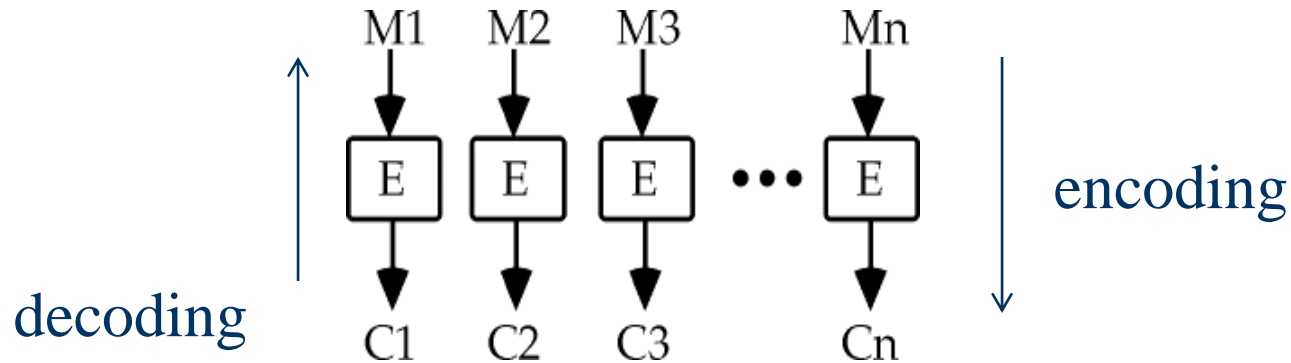 M1 M2 M3 Mn
E E E ••• E
encoding
decoding
C1 C2 C3 Cn